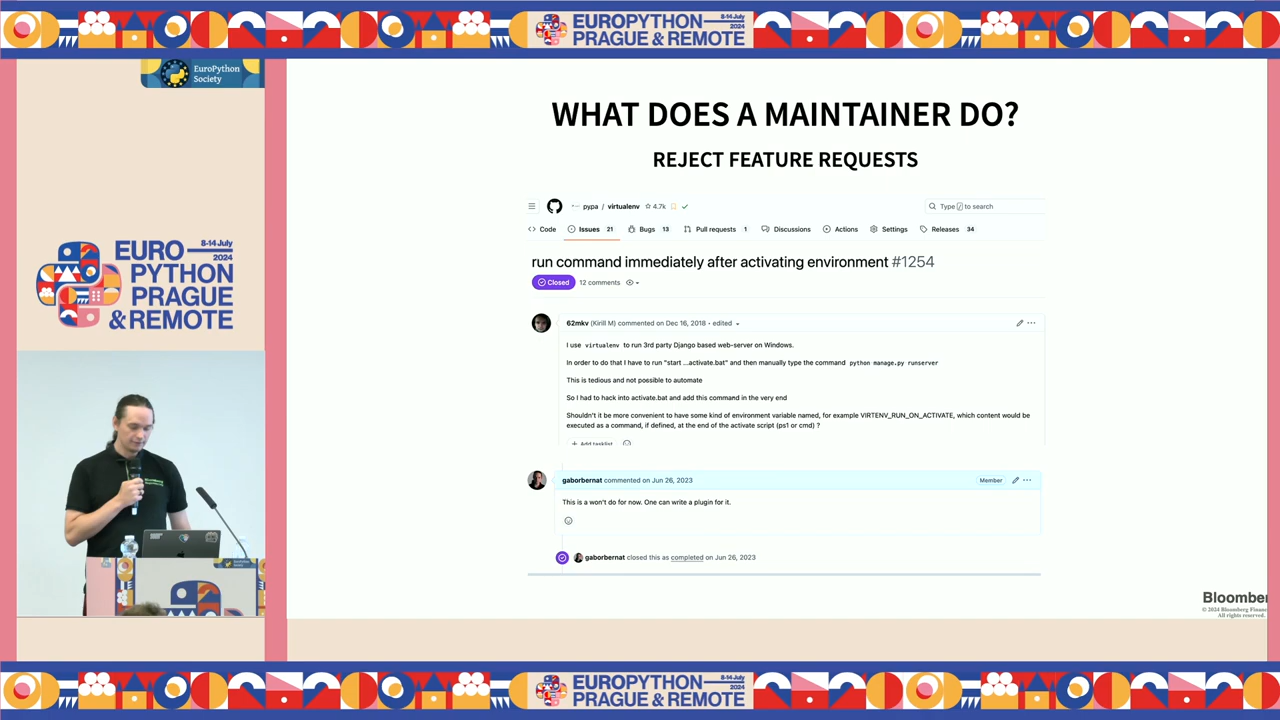 EUROPYTHON
8-14 July
2024
PRAGUE & REMOTE
EuroPython
Society
EURO
8-14 July
2024
PYTHON
PRAGUE
& REMOTE
WHAT DOES A MAINTAINER DO?
REJECT FEATURE REQUESTS
pypa / virtualenv 4.7k
Type / to search
Code Issues 21 Bugs 13 Pull requests 1 Discussions Actions Settings Releases 34
run command immediately after activating environment #1254
Closed 12 comments
62mkv (Kirill M) commented on Dec 16, 2018 • edited
I use virtualenv to run 3rd party Django based web-server on Windows.
In order to do that I have to run "start ...activate.bat" and then manually type the command python manage.py runserver
This is tedious and not possible to automate
So I had to hack into activate.bat and add this command in the very end
Shouldn't it be more convenient to have some kind of environment variable named, for example VIRTENV_RUN_ON_ACTIVATE, which content would be
executed as a command, if defined, at the end of the activate script (ps1 or cmd) ?
+ Add tasklist
gaborbernat commented on Jun 26, 2023
Member
This is a won't do for now. One can write a plugin for it.
gaborbernat closed this as completed on Jun 26, 2023
Bloomber
© 2024 Bloomberg Finan
All rights reserved.
EUROPYTHON
8-14 July
2024
PRAGUE & REMOTE